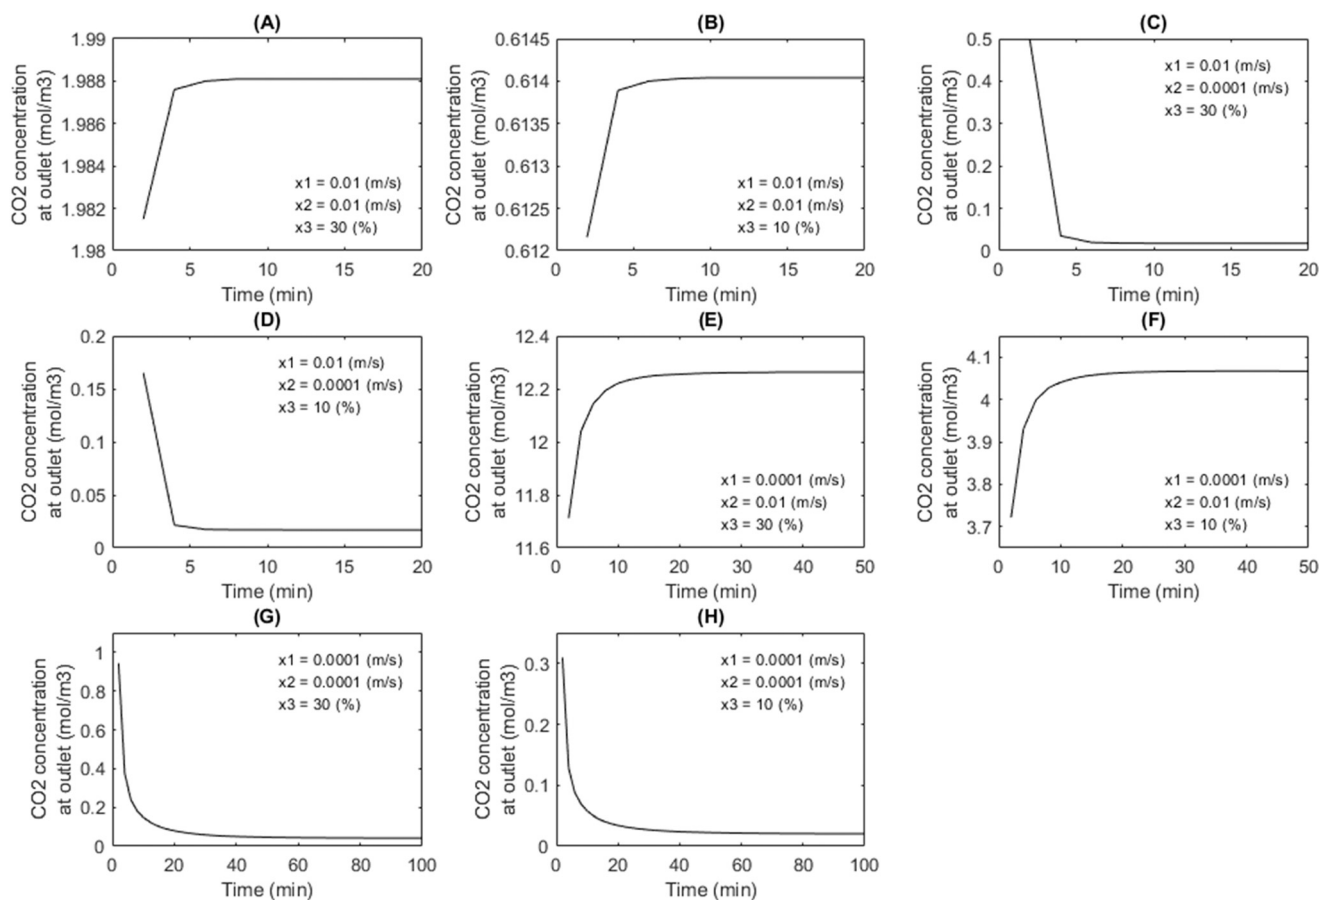 (A)
CO2 concentration
at outlet (mol/m3)
1.99
1.988
1.986
1.984
1.982
1.98
x1 = 0.01 (m/s)
x2 = 0.01 (m/s)
x3 = 30 (%)
0 5 10 15 20
Time (min)
(B)
CO2 concentration
at outlet (mol/m3)
0.6145
0.614
0.6135
0.613
0.6125
0.612
x1 = 0.01 (m/s)
x2 = 0.01 (m/s)
x3 = 10 (%)
0 5 10 15 20
Time (min)
(C)
CO2 concentration
at outlet (mol/m3)
0.5
0.4
0.3
0.2
0.1
0
x1 = 0.01 (m/s)
x2 = 0.0001 (m/s)
x3 = 30 (%)
0 5 10 15 20
Time (min)
(D)
CO2 concentration
at outlet (mol/m3)
0.2
0.15
0.1
0.05
0
x1 = 0.01 (m/s)
x2 = 0.0001 (m/s)
x3 = 10 (%)
0 5 10 15 20
Time (min)
(E)
CO2 concentration
at outlet (mol/m3)
12.4
12.2
12
11.8
11.6
x1 = 0.0001 (m/s)
x2 = 0.01 (m/s)
x3 = 30 (%)
0 10 20 30 40 50
Time (min)
(F)
CO2 concentration
at outlet (mol/m3)
4.1
4
3.9
3.8
3.7
x1 = 0.0001 (m/s)
x2 = 0.01 (m/s)
x3 = 10 (%)
0 10 20 30 40 50
Time (min)
(G)
CO2 concentration
at outlet (mol/m3)
1
0.8
0.6
0.4
0.2
0
x1 = 0.0001 (m/s)
x2 = 0.0001 (m/s)
x3 = 30 (%)
0 20 40 60 80 100
Time (min)
(H)
CO2 concentration
at outlet (mol/m3)
0.3
0.2
0.1
0
x1 = 0.0001 (m/s)
x2 = 0.0001 (m/s)
x3 = 10 (%)
0 20 40 60 80 100
Time (min)